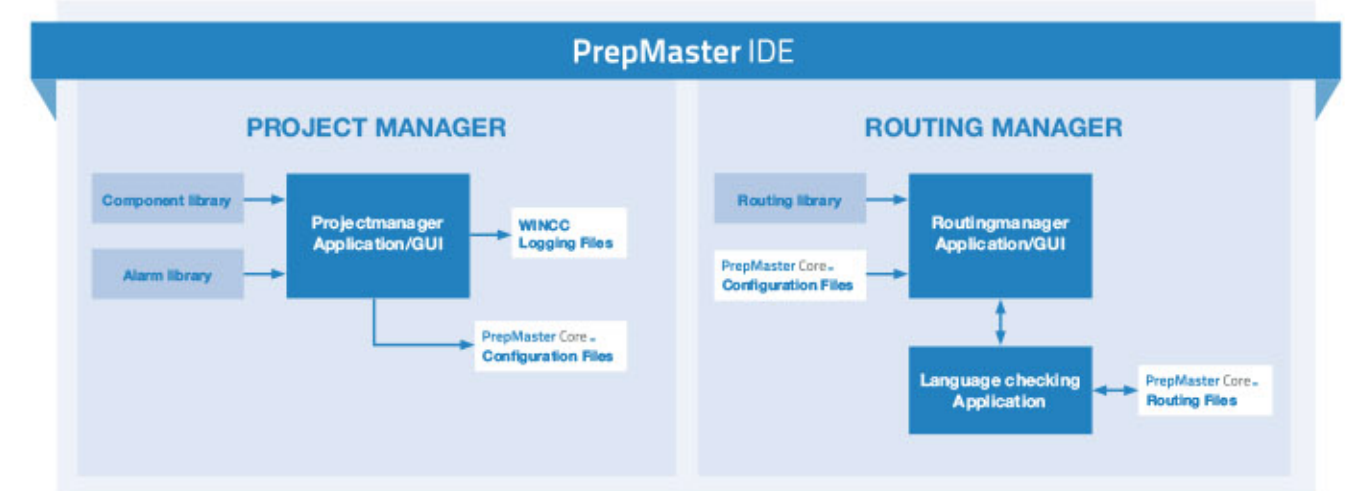 PrepMaster IDE
PROJECT MANAGER
Component library
Alarm library
Projectmanager
Application/GUI
WINCC
Logging Files
PrepMaster Core
Configuration Files
ROUTING MANAGER
Routing library
PrepMaster Core
Configuration Files
Routingmanager
Application/GUI
Language checking
Application
PrepMaster Core
Routing Files